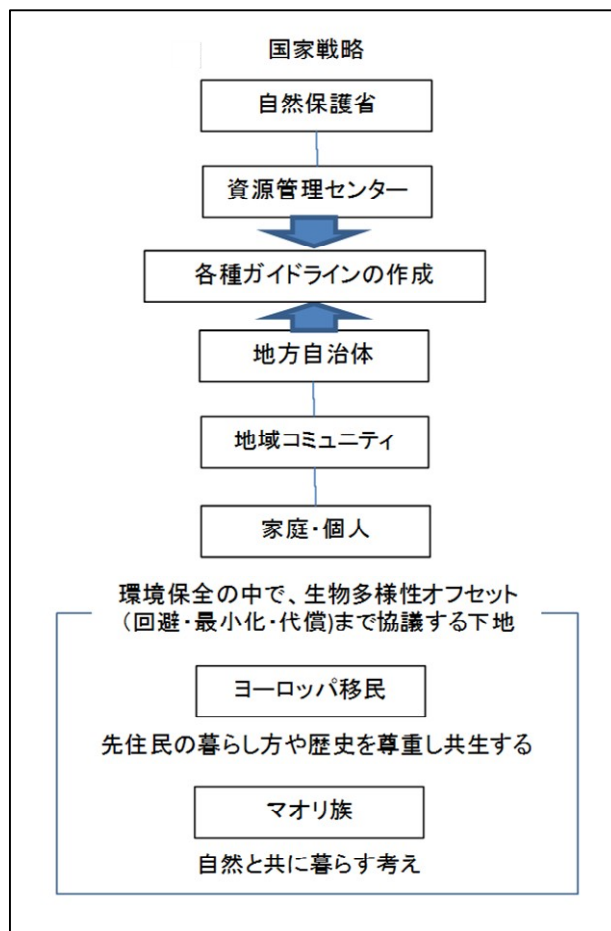 国家戦略
自然保護省
資源管理センター
各種ガイドラインの作成
地方自治体
地域コミュニティ
家庭・個人
環境保全の中で、生物多様性オフセット
(回避・最小化・代償)まで協議する下地
ヨーロッパ移民
先住民の暮らし方や歴史を尊重し共生する
マオリ族
自然と共に暮らす考え